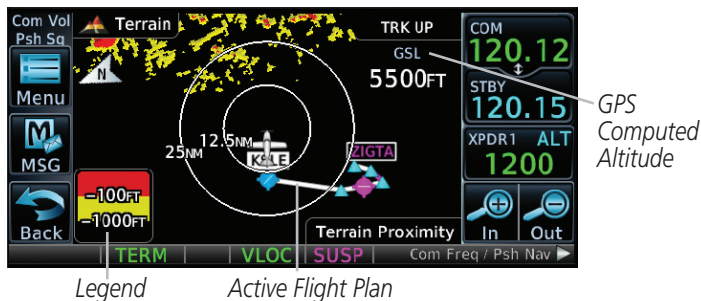 Com Vol
Psh Sq
Terrain
TRK UP
GSL
5500FT
COM
120.12
STBY
120.15
XPDR1 ALT
1200
Menu
MSG
Back
N
12.5NM
25NM
ZIGTA
-100FT
-1000FT
Terrain Proximity
In
Out
TERM
VLOC
SUSP
Com Freq / Psh Nav
GPS
Computed
Altitude
Legend
Active Flight Plan